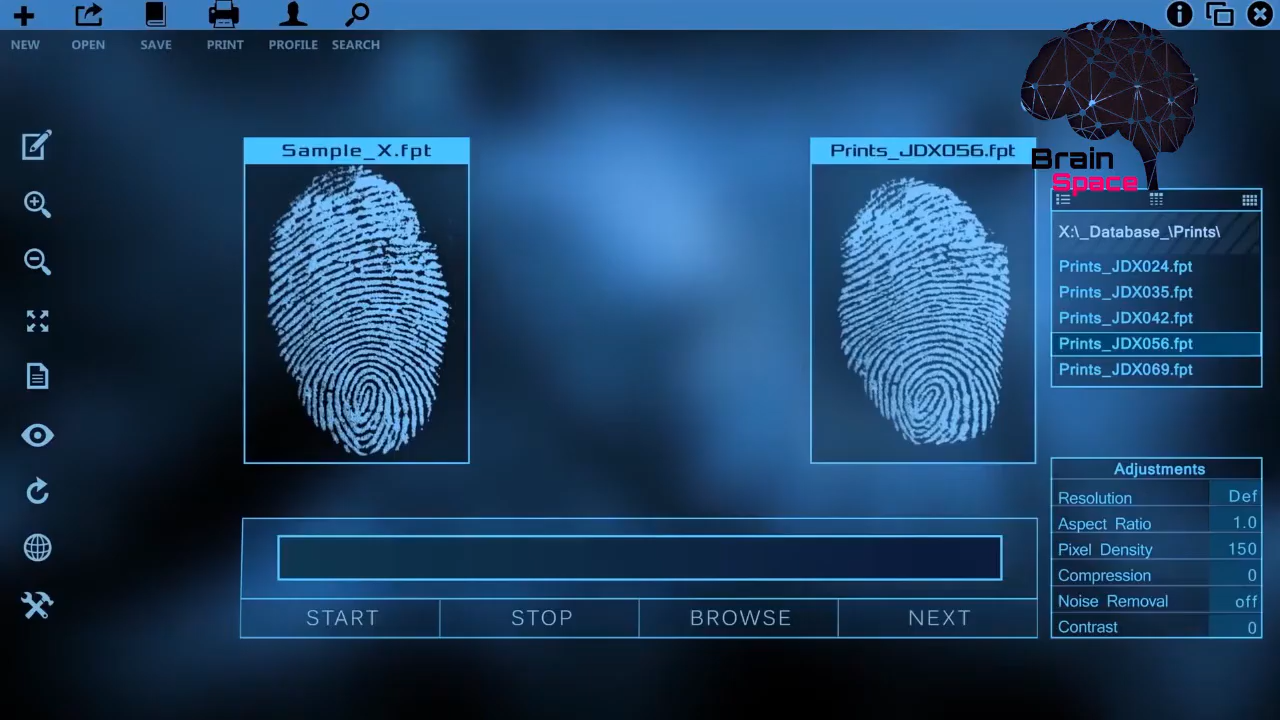 NEW OPEN SAVE PRINT PROFILE SEARCH
Sample_X.fpt
Prints_JDX056.fpt
Brain
Space
X:\_Database_\Prints\
Prints_JDX024.fpt
Prints_JDX035.fpt
Prints_JDX042.fpt
Prints_JDX056.fpt
Prints_JDX069.fpt
Adjustments
Resolution Def
Aspect Ratio 1.0
Pixel Density 150
Compression 0
Noise Removal off
Contrast 0
START STOP BROWSE NEXT